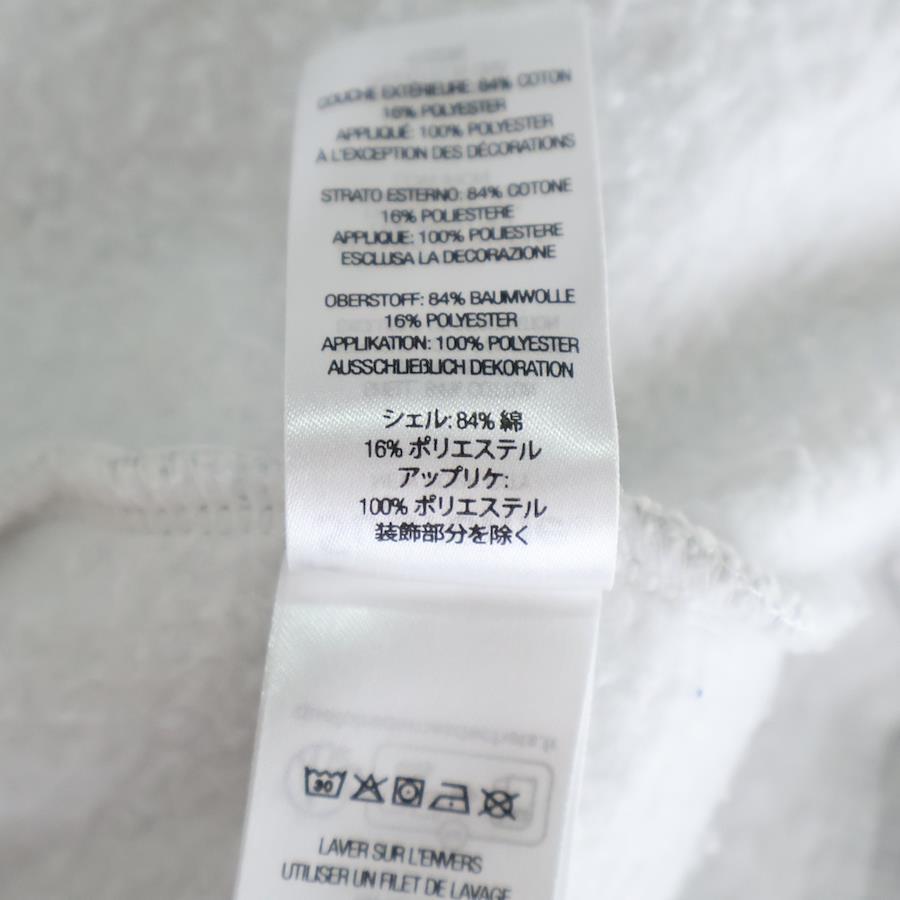 COUCHE EXTÉRIEURE: 84% COTON
16% POLYESTER
APPLIQUÉ: 100% POLYESTER
À L'EXCEPTION DES DÉCORATIONS
STRATO ESTERNO: 84% COTONE
16% POLIESTERE
APPLIQUE: 100% POLIESTERE
ESCLUSA LA DECORAZIONE
OBERSTOFF: 84% BAUMWOLLE
16% POLYESTER
APPLIKATION: 100% POLYESTER
AUSSCHLIEßLICH DEKORATION
シェル: 84% 綿
16% ポリエステル
アップリケ:
100% ポリエステル
装飾部分を除く
30
LAVER SUR L'ENVERS
UTILISER UN FILET DE LAVAGE